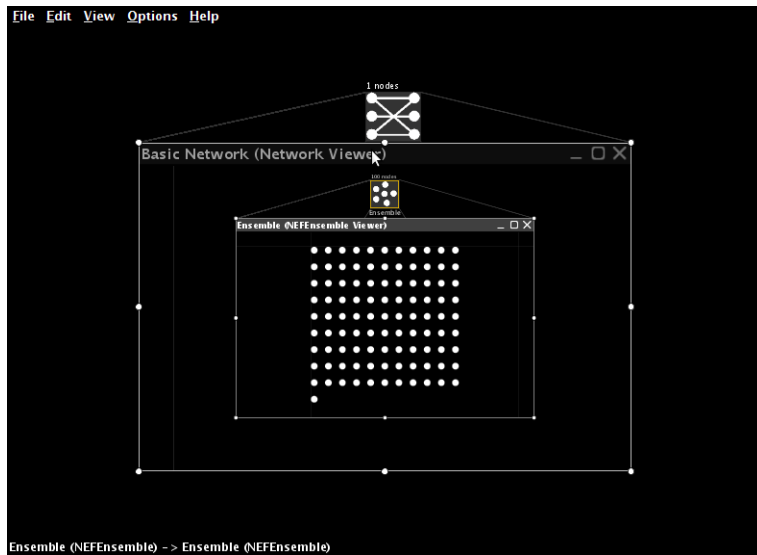 File Edit View Options Help
1 nodes
Basic Network (Network Viewer)
100 nodes
Ensemble
Ensemble (NEFEnsemble Viewer)
Ensemble (NEFEnsemble) -> Ensemble (NEFEnsemble)